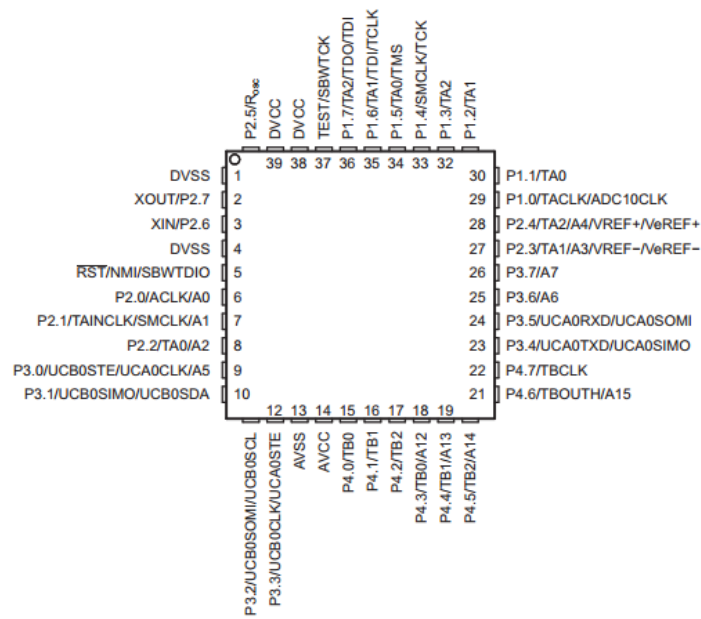 P2.5/Rosc
DVCC
DVCC
TEST/SBWTCK
P1.7/TA2/TDO/TDI
P1.6/TA1/TDI/TCLK
P1.5/TA0/TMS
P1.4/SMCLK/TCK
P1.3/TA2
P1.2/TA1
39 38 37 36 35 34 33 32
DVSS 1
XOUT/P2.7 2
XIN/P2.6 3
DVSS 4
RST/NMI/SBWTDIO 5
P2.0/ACLK/A0 6
P2.1/TAINCLK/SMCLK/A1 7
P2.2/TA0/A2 8
P3.0/UCB0STE/UCA0CLK/A5 9
P3.1/UCB0SIMO/UCB0SDA 10
30 P1.1/TA0
29 P1.0/TACLK/ADC10CLK
28 P2.4/TA2/A4/VREF+/VeREF+
27 P2.3/TA1/A3/VREF−/VeREF−
26 P3.7/A7
25 P3.6/A6
24 P3.5/UCA0RXD/UCA0SOMI
23 P3.4/UCA0TXD/UCA0SIMO
22 P4.7/TBCLK
21 P4.6/TBOUTH/A15
12 13 14 15 16 17 18 19
P3.2/UCB0SOMI/UCB0SCL
P3.3/UCB0CLK/UCA0STE
AVSS
AVCC
P4.0/TB0
P4.1/TB1
P4.2/TB2
P4.3/TB0/A12
P4.4/TB1/A13
P4.5/TB2/A14